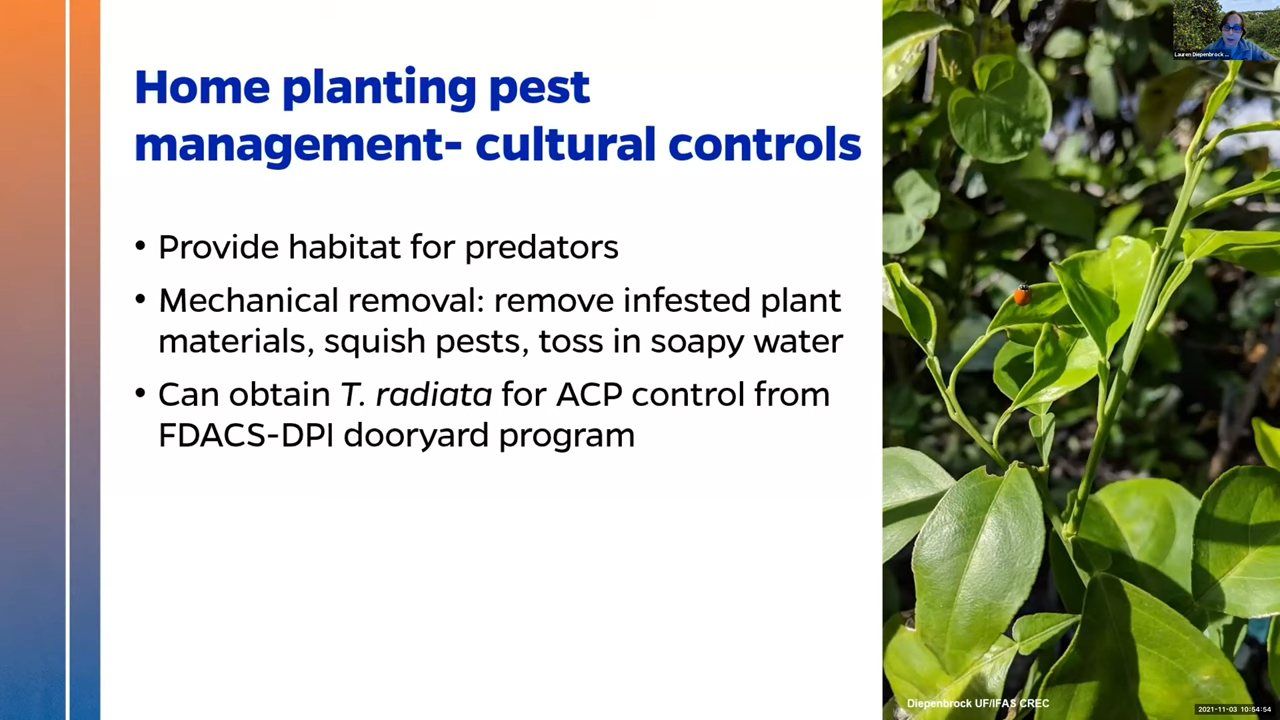 Home planting pest
management- cultural controls
• Provide habitat for predators
• Mechanical removal: remove infested plant
materials, squish pests, toss in soapy water
• Can obtain T. radiata for ACP control from
FDACS-DPI dooryard program
Lauren Diepenbrock ...
Diepenbrock UF/IFAS CREC
2021-11-03 10:54:54